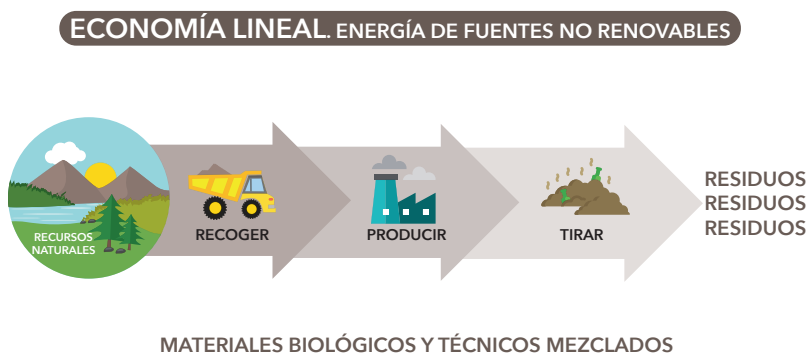 ECONOMÍA LINEAL. ENERGÍA DE FUENTES NO RENOVABLES
RECURSOS
NATURALES
RECOGER
PRODUCIR
TIRAR
RESIDUOS
RESIDUOS
RESIDUOS
MATERIALES BIOLÓGICOS Y TÉCNICOS MEZCLADOS